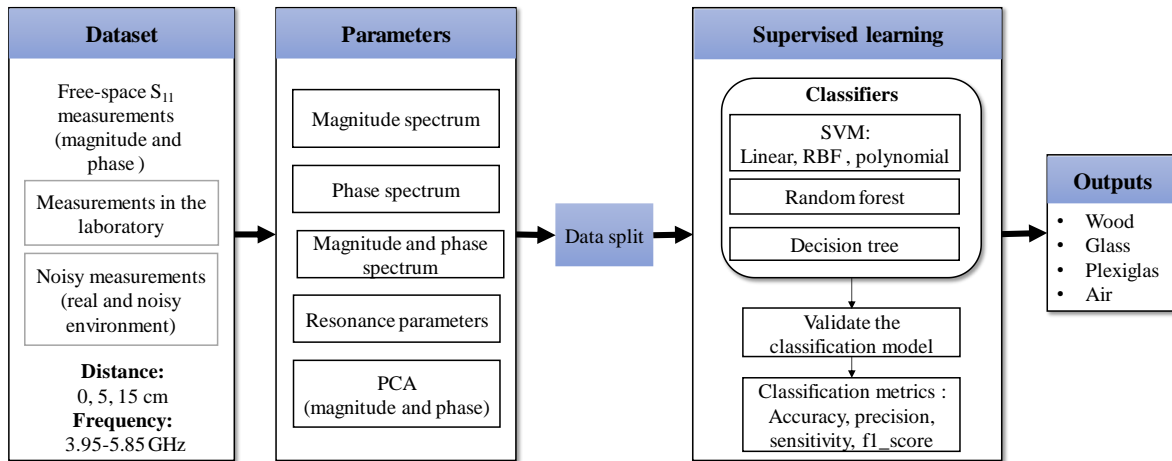 Dataset
Free-space S₁₁
measurements
(magnitude and
phase )
Measurements in the
laboratory
Noisy measurements
(real and noisy
environment)
Distance:
0, 5, 15 cm
Frequency:
3.95-5.85 GHz
Parameters
Magnitude spectrum
Phase spectrum
Magnitude and phase
spectrum
Resonance parameters
PCA
(magnitude and phase)
Data split
Supervised learning
Classifiers
SVM:
Linear, RBF , polynomial
Random forest
Decision tree
Validate the
classification model
Classification metrics :
Accuracy, precision,
sensitivity, f1_score
Outputs
• Wood
• Glass
• Plexiglas
• Air